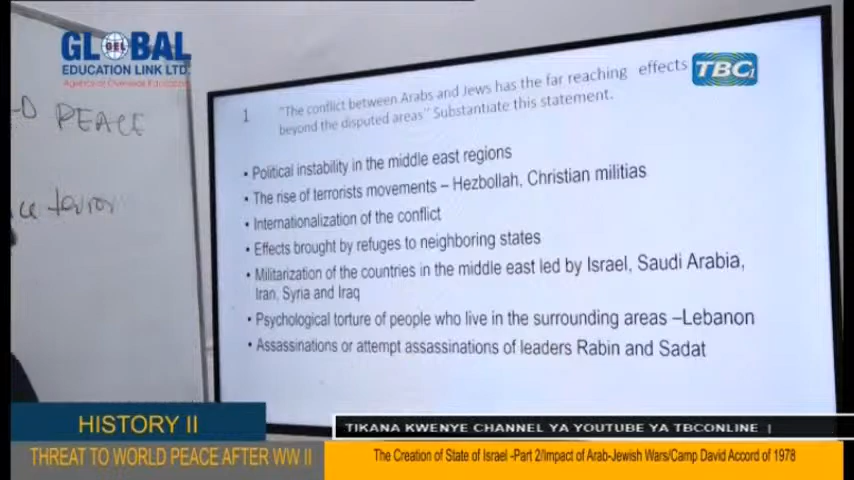 GLOBAL
GEL
EDUCATION LINK LTD.
Agency of Overseas Education
TBC1
PEACE
1 "The conflict between Arabs and Jews has the far reaching effects
beyond the disputed areas" Substantiate this statement.
• Political instability in the middle east regions
• The rise of terrorists movements – Hezbollah, Christian militias
• Internationalization of the conflict
• Effects brought by refuges to neighboring states
• Militarization of the countries in the middle east led by Israel, Saudi Arabia,
Iran, Syria and Iraq
• Psychological torture of people who live in the surrounding areas –Lebanon
• Assassinations or attempt assassinations of leaders Rabin and Sadat
HISTORY II
TIKANA KWENYE CHANNEL YA YOUTUBE YA TBCONLINE |
THREAT TO WORLD PEACE AFTER WW II
The Creation of State of Israel -Part 2/Impact of Arab-Jewish Wars/Camp David Accord of 1978